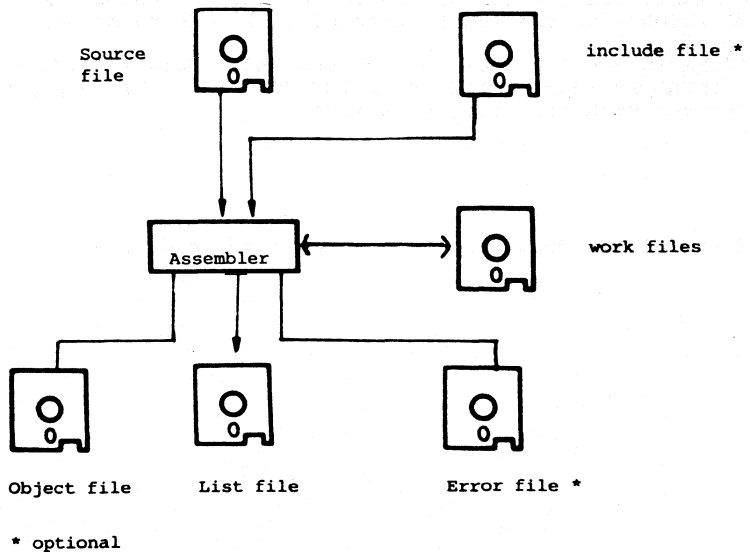 Source
file
include file *
Assembler
work files
Object file
List file
Error file *
* optional